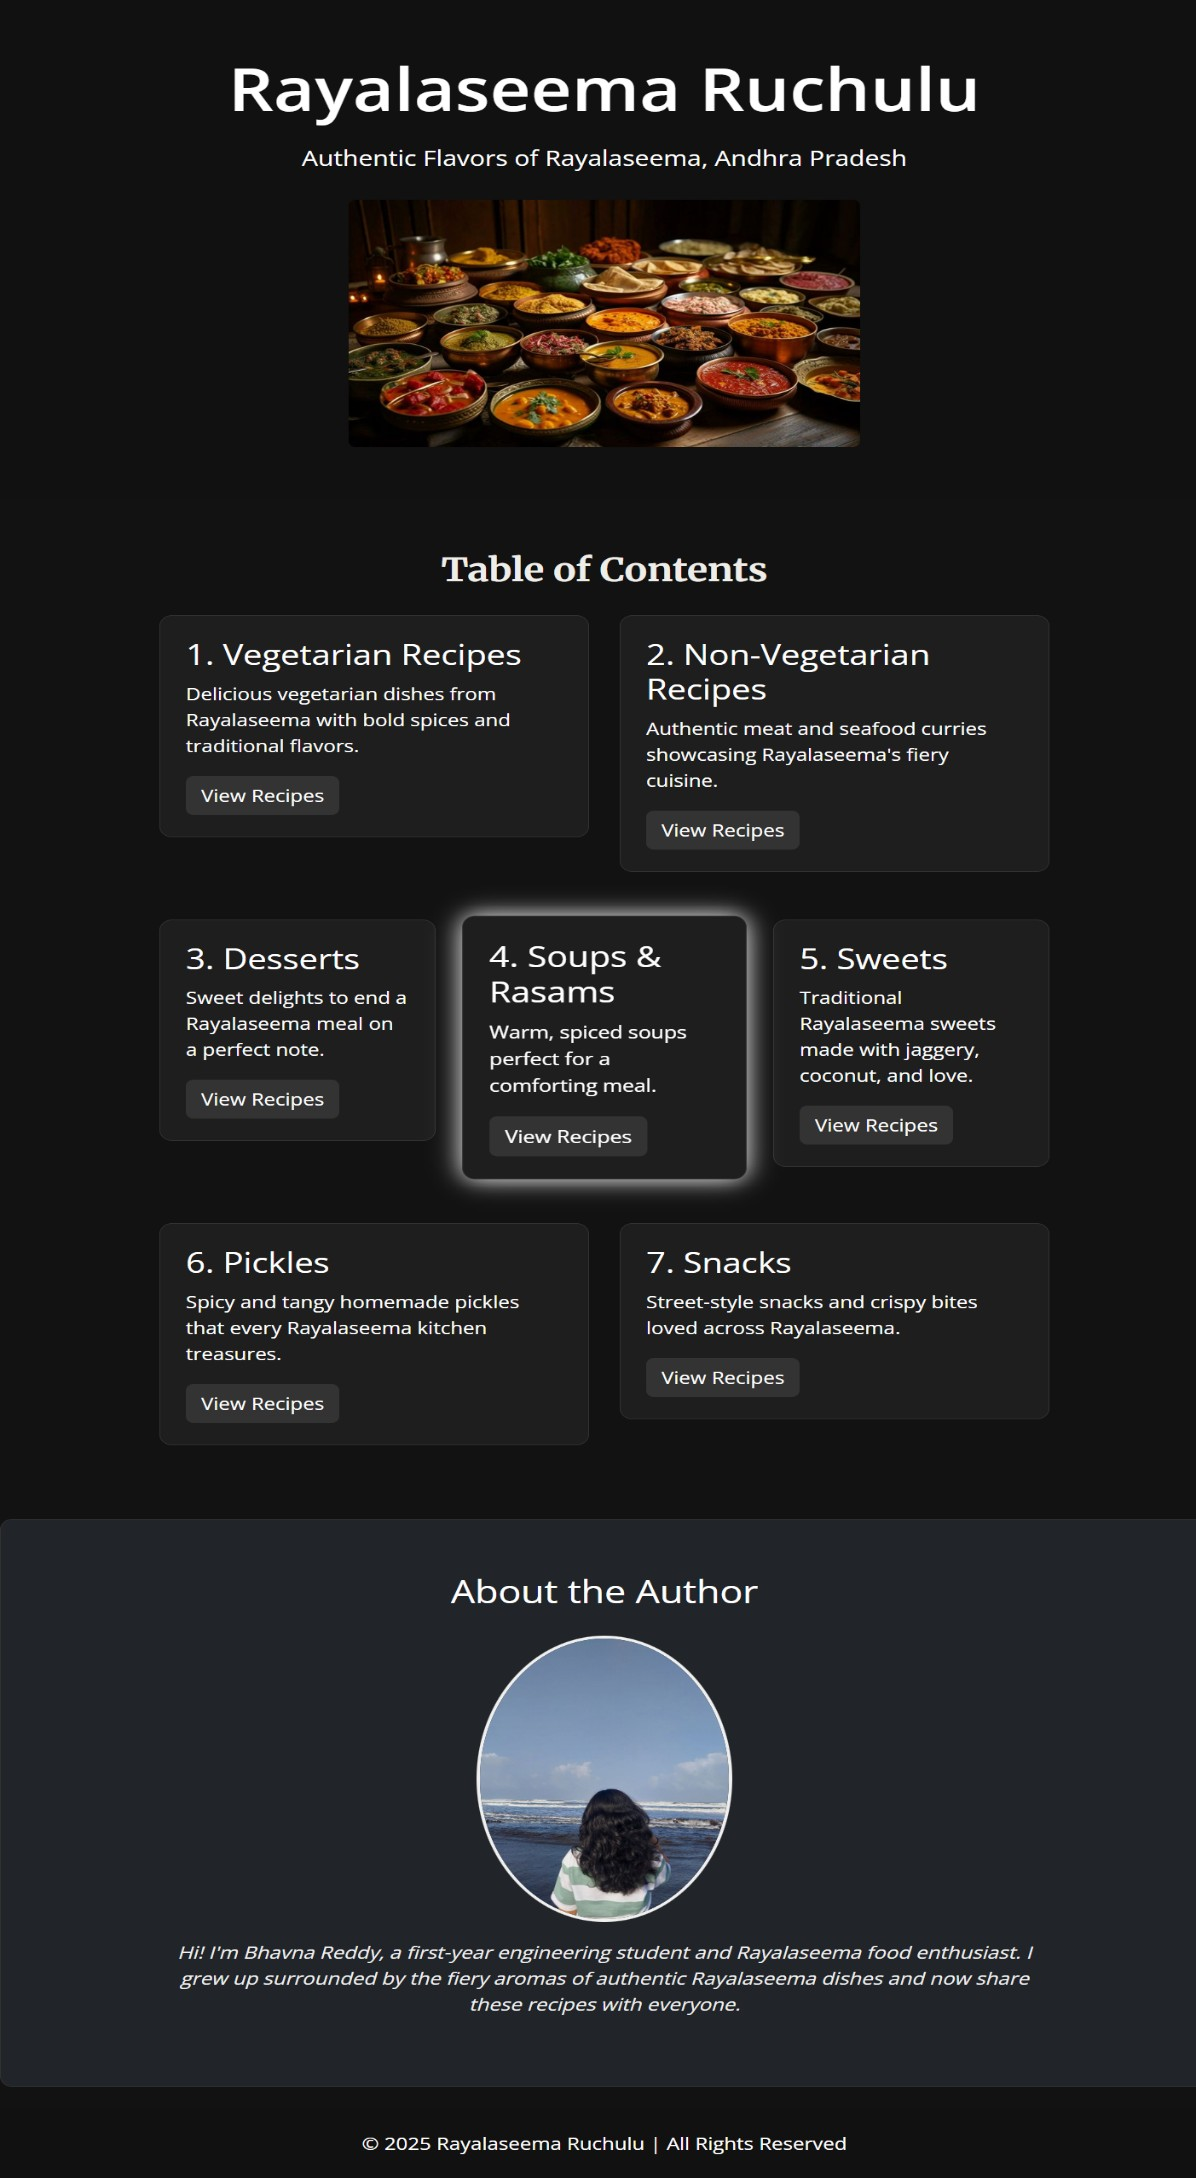 Rayalaseema Ruchulu
Authentic Flavors of Rayalaseema, Andhra Pradesh
Table of Contents
1. Vegetarian Recipes
Delicious vegetarian dishes from
Rayalaseema with bold spices and
traditional flavors.
View Recipes
2. Non-Vegetarian
Recipes
Authentic meat and seafood curries
showcasing Rayalaseema's fiery
cuisine.
View Recipes
3. Desserts
Sweet delights to end a
Rayalaseema meal on
a perfect note.
View Recipes
4. Soups &
Rasams
Warm, spiced soups
perfect for a
comforting meal.
View Recipes
5. Sweets
Traditional
Rayalaseema sweets
made with jaggery,
coconut, and love.
View Recipes
6. Pickles
Spicy and tangy homemade pickles
that every Rayalaseema kitchen
treasures.
View Recipes
7. Snacks
Street-style snacks and crispy bites
loved across Rayalaseema.
View Recipes
About the Author
Hi! I'm Bhavna Reddy, a first-year engineering student and Rayalaseema food enthusiast. I
grew up surrounded by the fiery aromas of authentic Rayalaseema dishes and now share
these recipes with everyone.
© 2025 Rayalaseema Ruchulu | All Rights Reserved